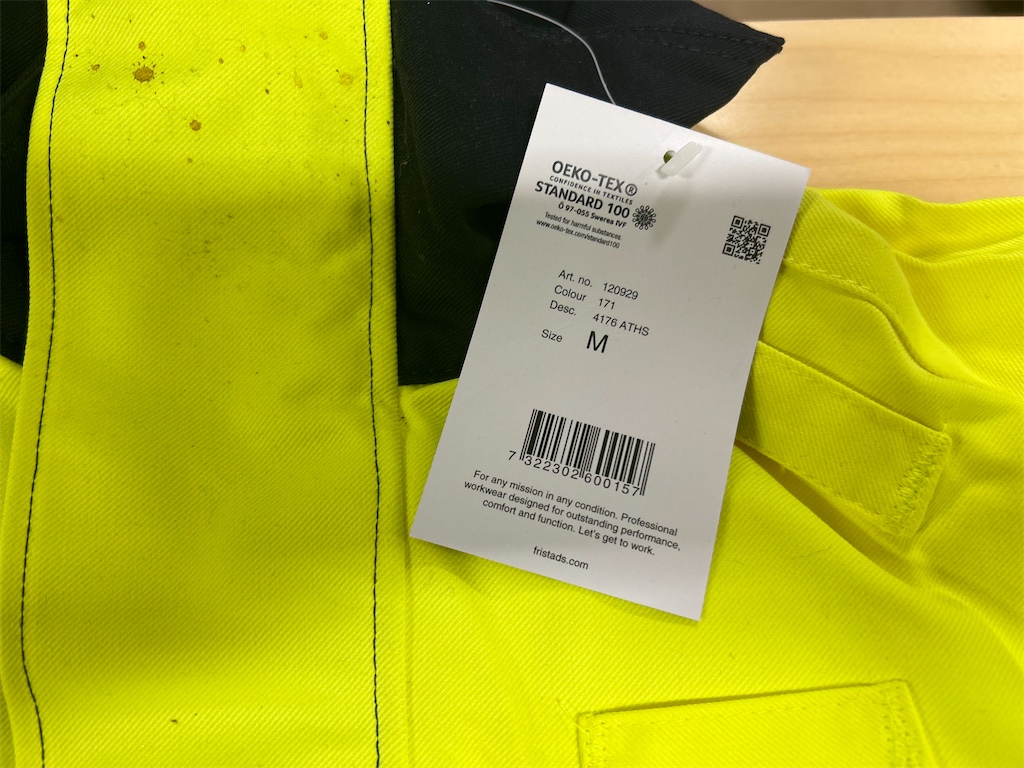 OEKO-TEX®
CONFIDENCE IN TEXTILES
STANDARD 100
Ö 97-055 Swerea IVF
Tested for harmful substances.
www.oeko-tex.com/standard100
Art. no. 120929
Colour 171
Desc. 4176 ATHS
Size M
7 322302 600157
For any mission in any condition. Professional
workwear designed for outstanding performance,
comfort and function. Let's get to work.
fristads.com